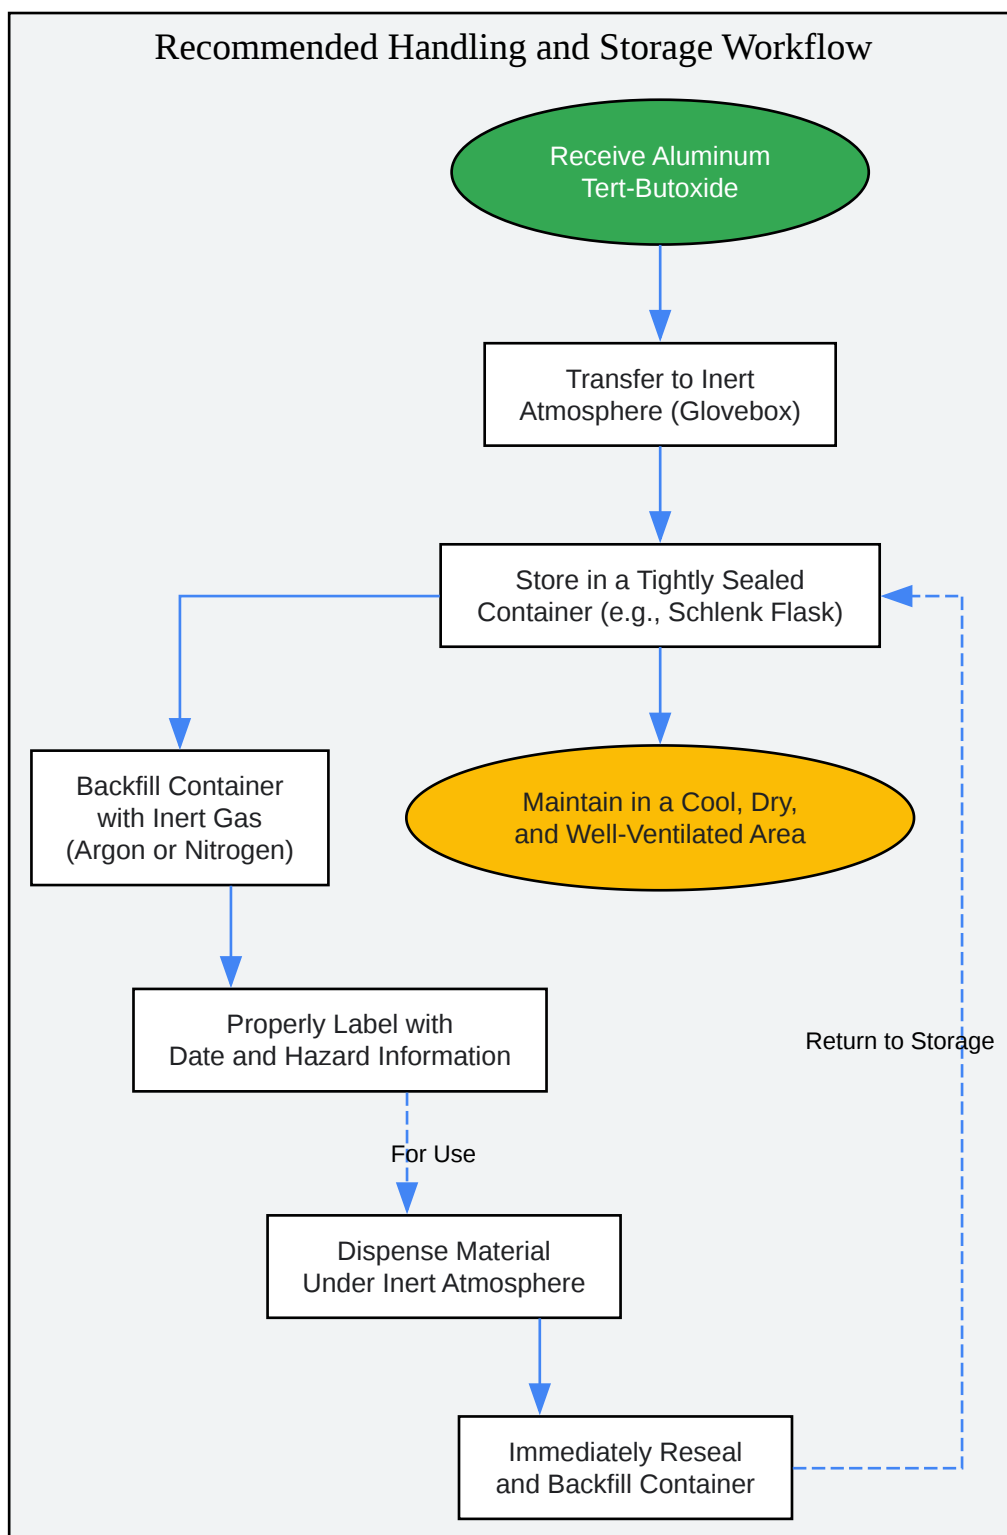 Recommended Handling and Storage Workflow
Receive Aluminum
Tert-Butoxide
Transfer to Inert
Atmosphere (Glovebox)
Store in a Tightly Sealed
Container (e.g., Schlenk Flask)
Backfill Container
with Inert Gas
(Argon or Nitrogen)
Maintain in a Cool, Dry,
and Well-Ventilated Area
Properly Label with
Date and Hazard Information
Return to Storage
For Use
Dispense Material
Under Inert Atmosphere
Immediately Reseal
and Backfill Container